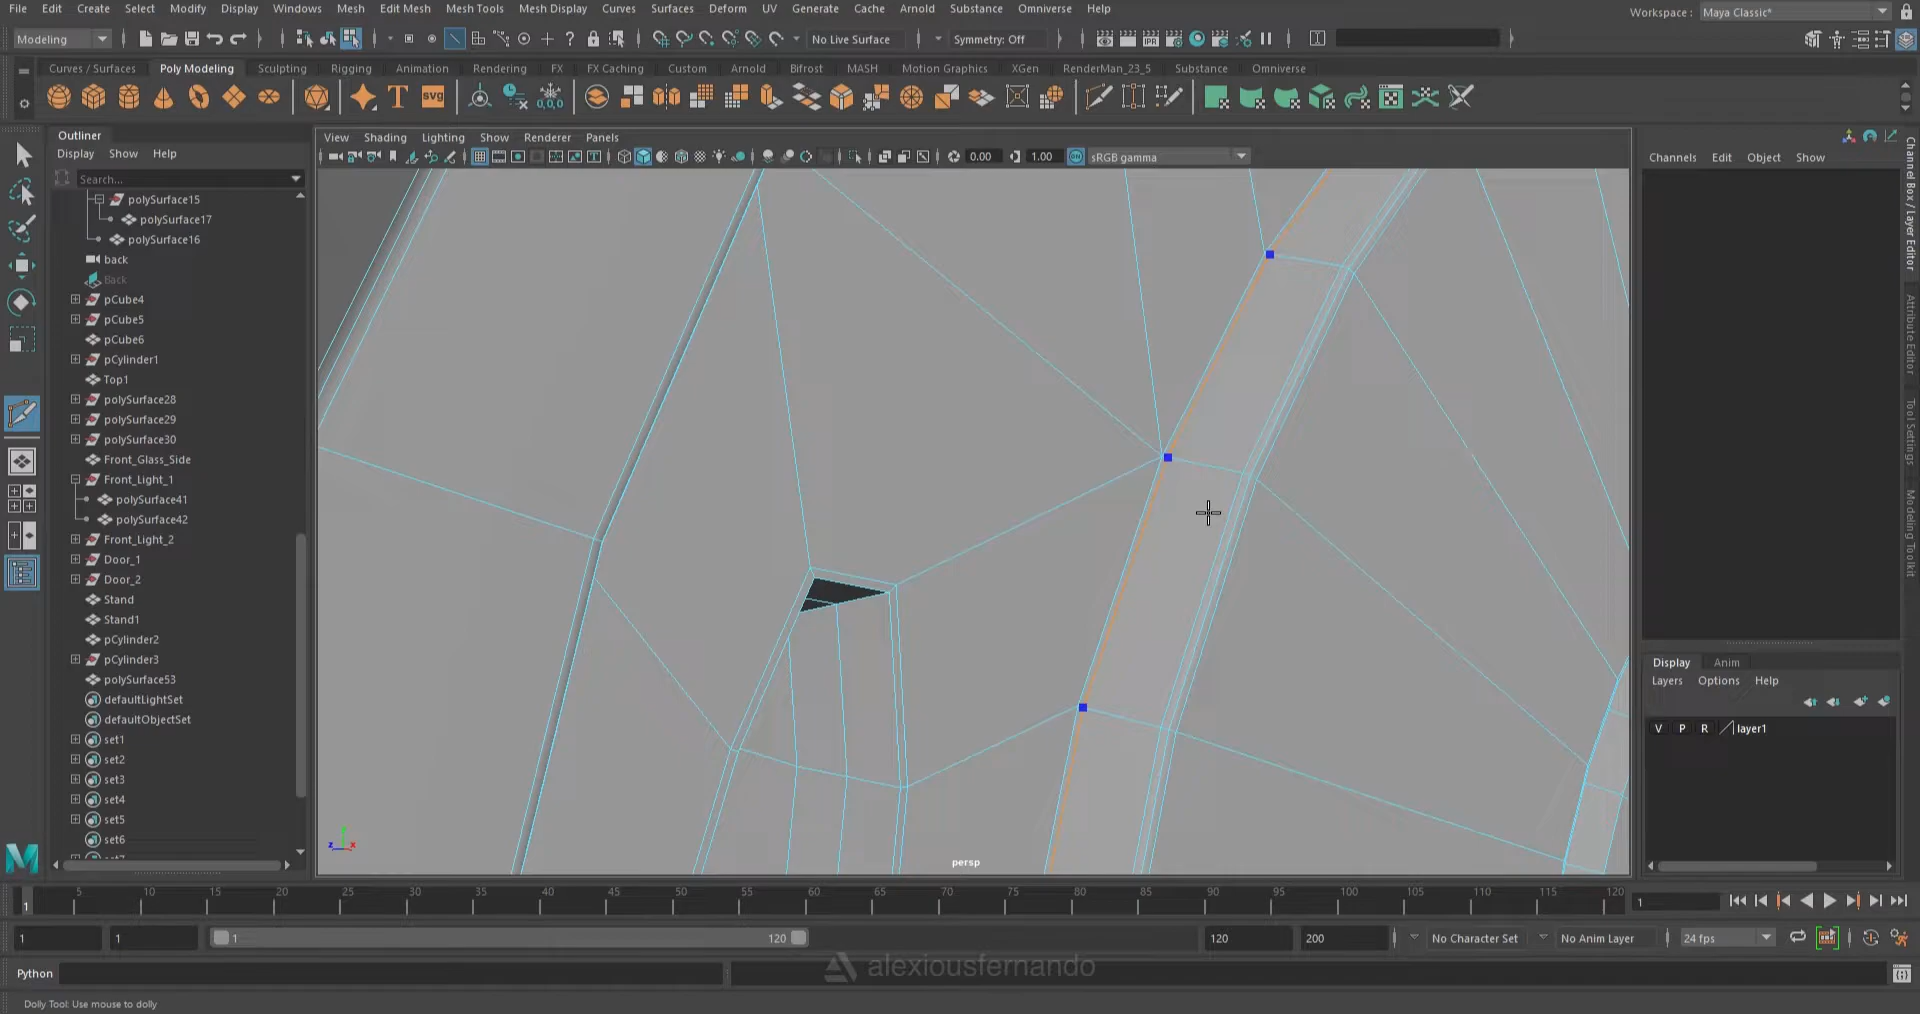 File Edit Create Select Modify Display Windows Mesh Edit Mesh Mesh Tools Mesh Display Curves Surfaces Deform UV Generate Cache Arnold Substance Omniverse Help
Workspace : Maya Classic*
Modeling
No Live Surface
Symmetry: Off
IPR
Curves / Surfaces Poly Modeling Sculpting Rigging Animation Rendering FX FX Caching Custom Arnold Bifrost MASH Motion Graphics XGen RenderMan_23_5 Substance Omniverse
T
SVG
0,0,0
Outliner
Display Show Help
Search...
polySurface15
polySurface17
polySurface16
back
Back
pCube4
pCube5
pCube6
pCylinder1
Top1
polySurface28
polySurface29
polySurface30
Front_Glass_Side
Front_Light_1
polySurface41
polySurface42
Front_Light_2
Door_1
Door_2
Stand
Stand1
pCylinder2
pCylinder3
polySurface53
defaultLightSet
defaultObjectSet
set1
set2
set3
set4
set5
set6
View Shading Lighting Show Renderer Panels
0.00
1.00
sRGB gamma
z
x
persp
Channels Edit Object Show
Channel Box / Layer Editor
Attribute Editor
Tool Settings
Modeling Toolkit
Display Anim
Layers Options Help
V P R layer1
5 10 15 20 25 30 35 40 45 50 55 60 65 70 75 80 85 90 95 100 105 110 115 120
1
1
1
1
1
120
120
200
No Character Set
No Anim Layer
24 fps
Python
alexiousfernando
Dolly Tool: Use mouse to dolly